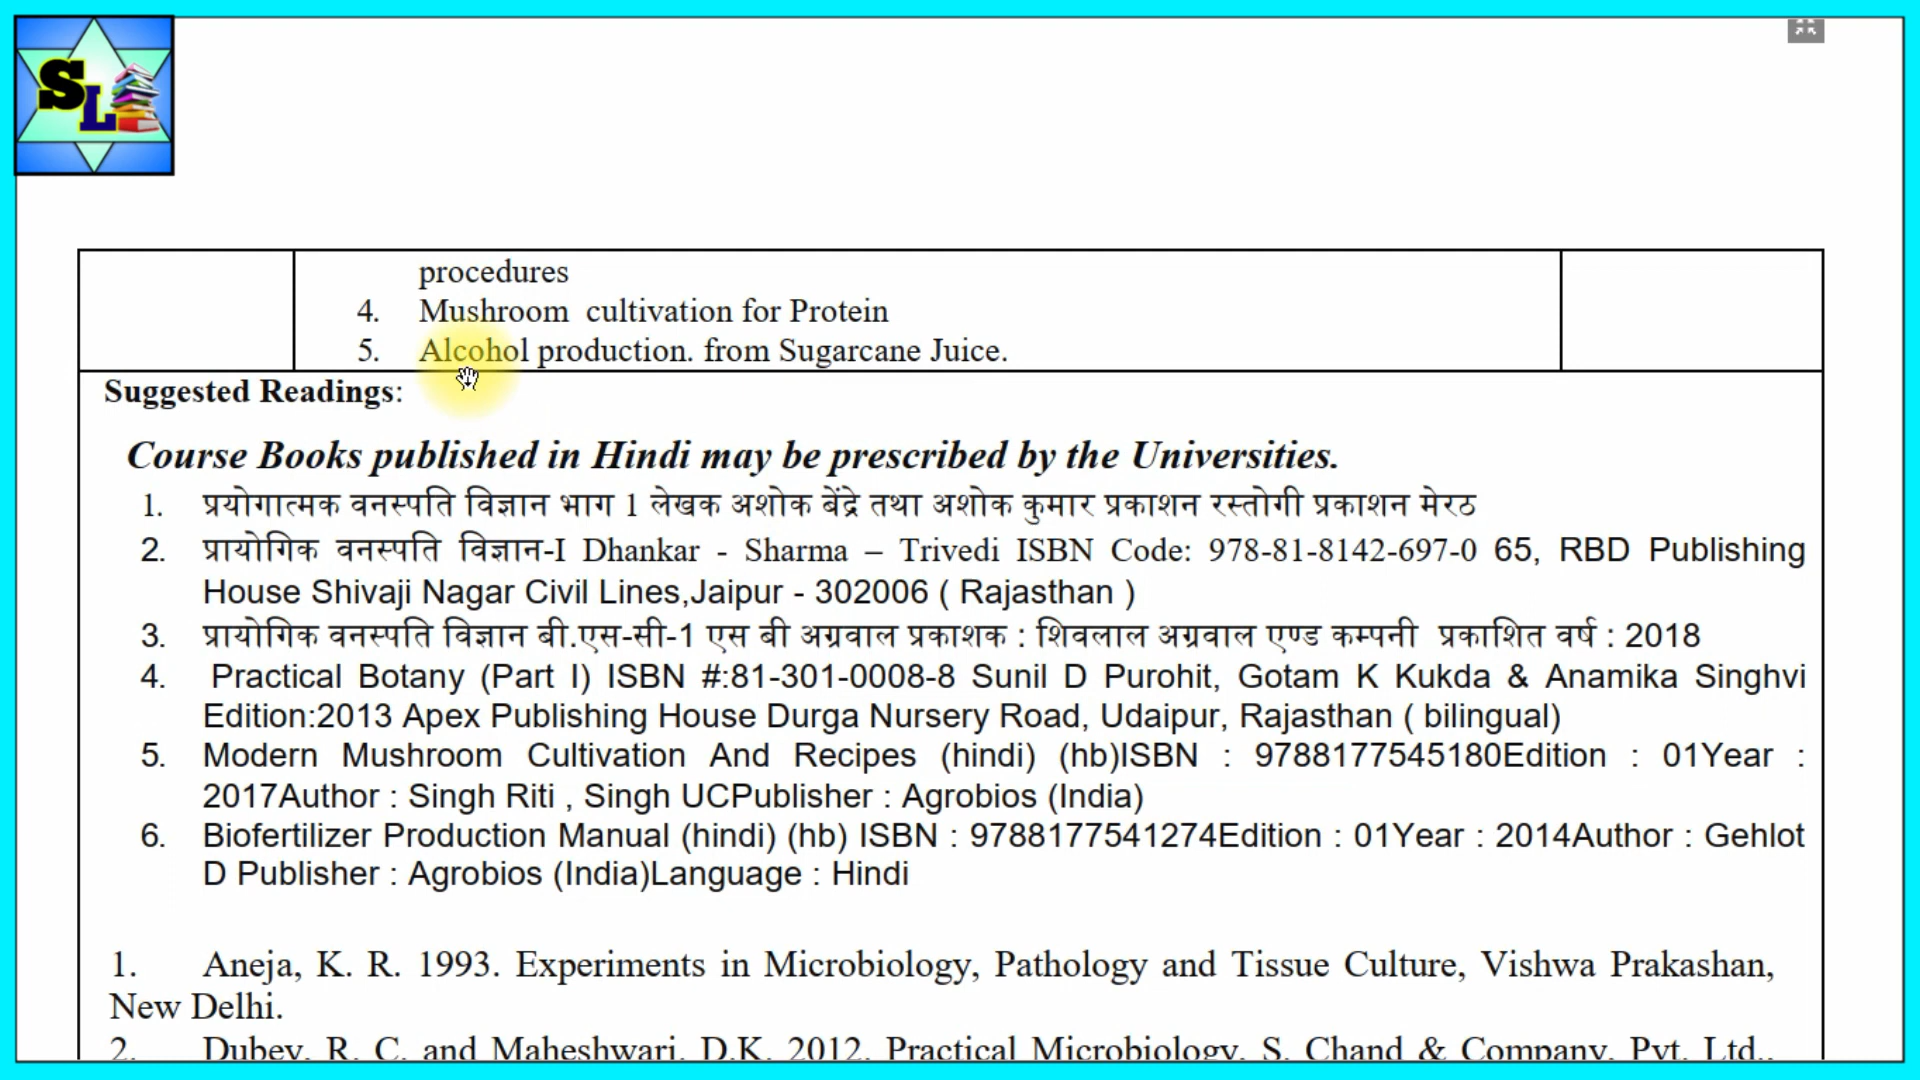 SL
procedures
4. Mushroom cultivation for Protein
5. Alcohol production. from Sugarcane Juice.
Suggested Readings:
Course Books published in Hindi may be prescribed by the Universities.
1. प्रयोगात्मक वनस्पति विज्ञान भाग 1 लेखक अशोक बेंद्रे तथा अशोक कुमार प्रकाशन रस्तोगी प्रकाशन मेरठ
2. प्रायोगिक वनस्पति विज्ञान-I Dhankar - Sharma – Trivedi ISBN Code: 978-81-8142-697-0 65, RBD Publishing
House Shivaji Nagar Civil Lines,Jaipur - 302006 ( Rajasthan )
3. प्रायोगिक वनस्पति विज्ञान बी.एस-सी-1 एस बी अग्रवाल प्रकाशक : शिवलाल अग्रवाल एण्ड कम्पनी प्रकाशित वर्ष : 2018
4. Practical Botany (Part I) ISBN #:81-301-0008-8 Sunil D Purohit, Gotam K Kukda & Anamika Singhvi
Edition:2013 Apex Publishing House Durga Nursery Road, Udaipur, Rajasthan ( bilingual)
5. Modern Mushroom Cultivation And Recipes (hindi) (hb)ISBN : 9788177545180Edition : 01Year :
2017Author : Singh Riti , Singh UCPublisher : Agrobios (India)
6. Biofertilizer Production Manual (hindi) (hb) ISBN : 9788177541274Edition : 01Year : 2014Author : Gehlot
D Publisher : Agrobios (India)Language : Hindi
1. Aneja, K. R. 1993. Experiments in Microbiology, Pathology and Tissue Culture, Vishwa Prakashan,
New Delhi.
2. Dubey, R. C. and Maheshwari, D.K. 2012. Practical Microbiology, S. Chand & Company, Pvt. Ltd.,